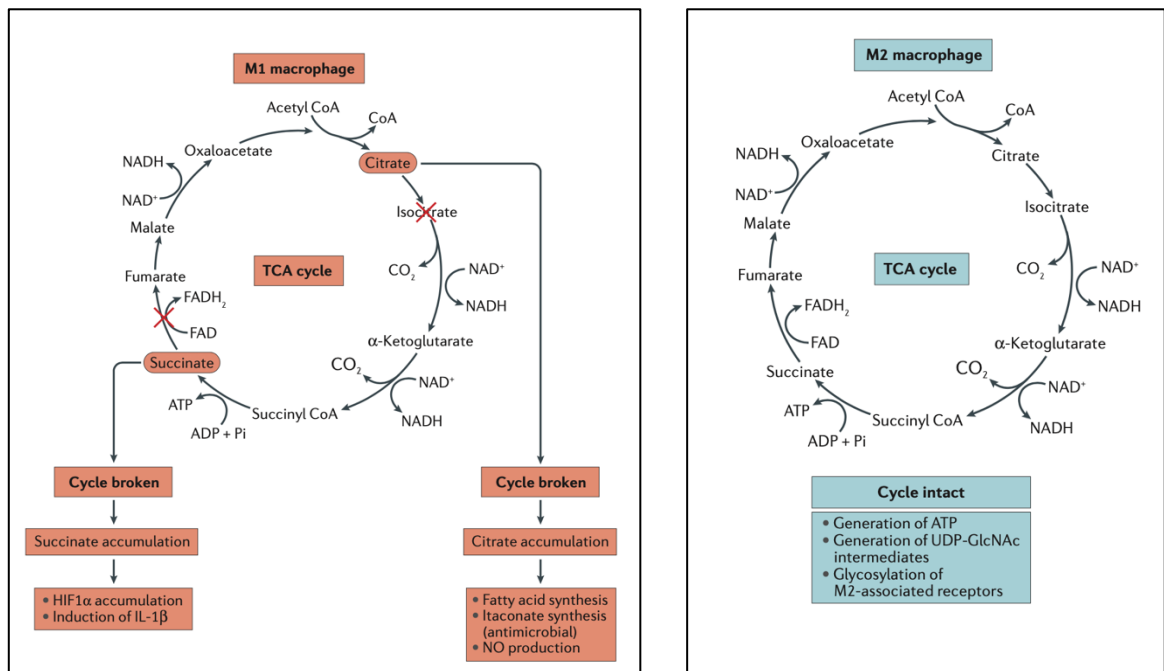 M1 macrophage
Acetyl CoA
CoA
Oxaloacetate
Citrate
NADH
NAD⁺
Isocitrate
Malate
TCA cycle
CO₂
NAD⁺
NADH
Fumarate
FADH₂
FAD
α-Ketoglutarate
Succinate
CO₂
NAD⁺
NADH
Succinyl CoA
ATP
ADP + Pi
Cycle broken
Succinate accumulation
• HIF1α accumulation
• Induction of IL-1β
Cycle broken
Citrate accumulation
• Fatty acid synthesis
• Itaconate synthesis
(antimicrobial)
• NO production
M2 macrophage
Acetyl CoA
CoA
Oxaloacetate
Citrate
NADH
NAD⁺
Isocitrate
Malate
TCA cycle
CO₂
NAD⁺
NADH
Fumarate
FADH₂
FAD
α-Ketoglutarate
Succinate
CO₂
NAD⁺
NADH
Succinyl CoA
ATP
ADP + Pi
Cycle intact
• Generation of ATP
• Generation of UDP-GlcNAc
intermediates
• Glycosylation of
M2-associated receptors